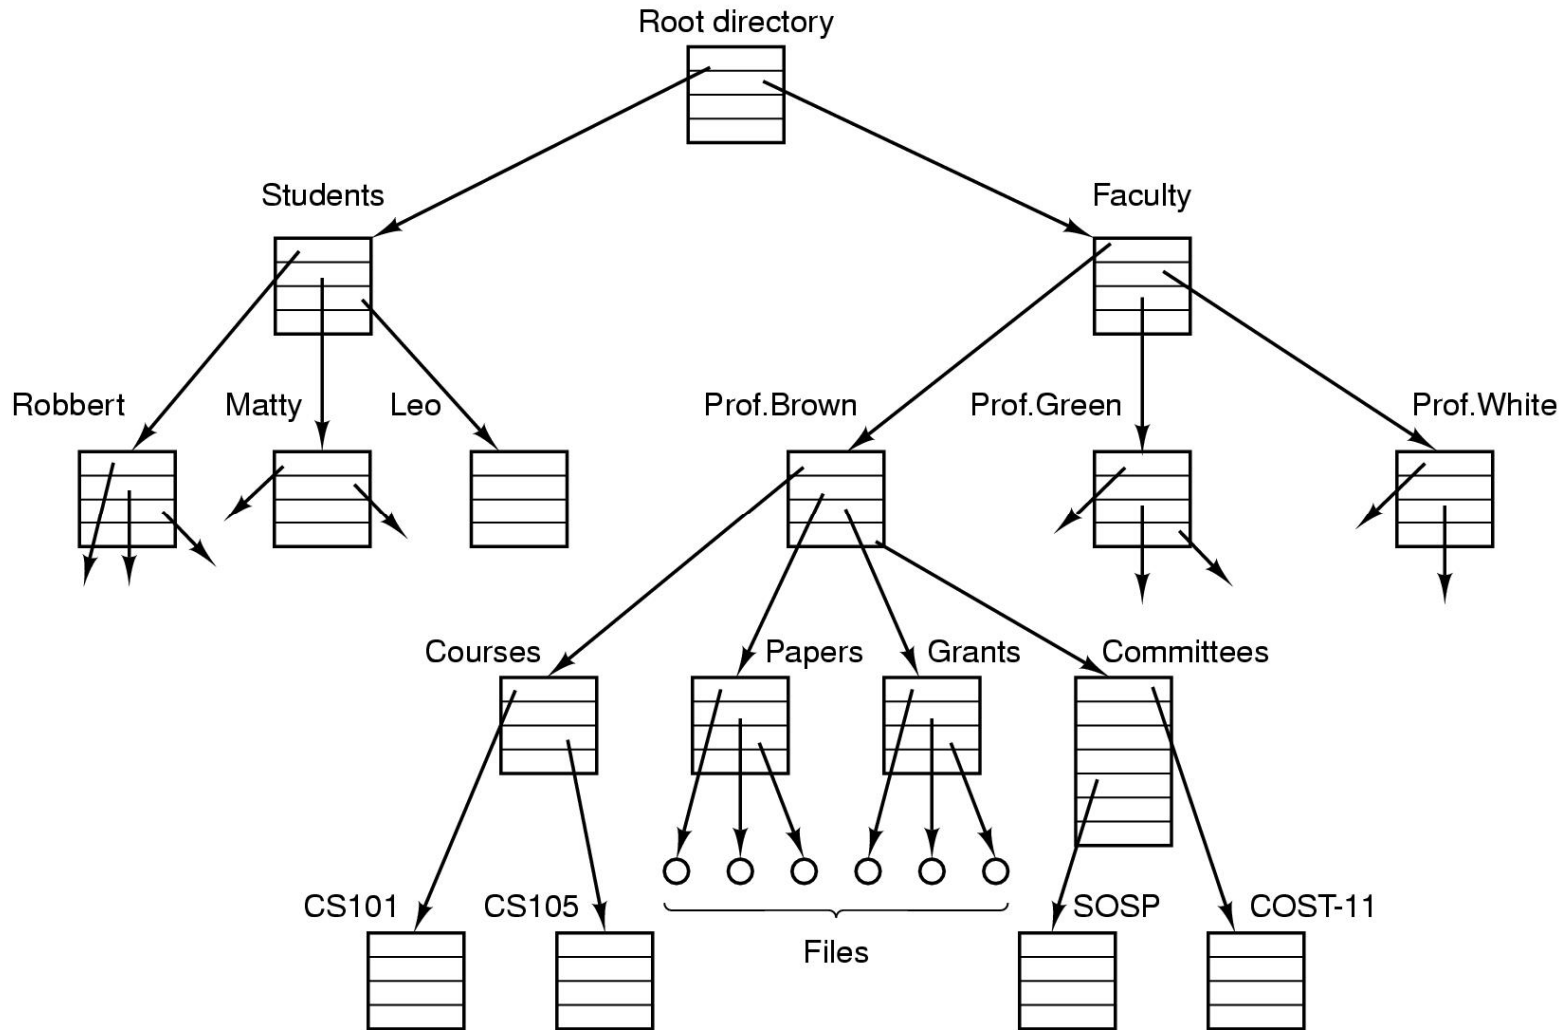 Root directory
Students
Faculty
Robbert
Matty
Leo
Prof.Brown
Prof.Green
Prof.White
Courses
Papers
Grants
Committees
CS101
CS105
SOSP
COST-11
Files